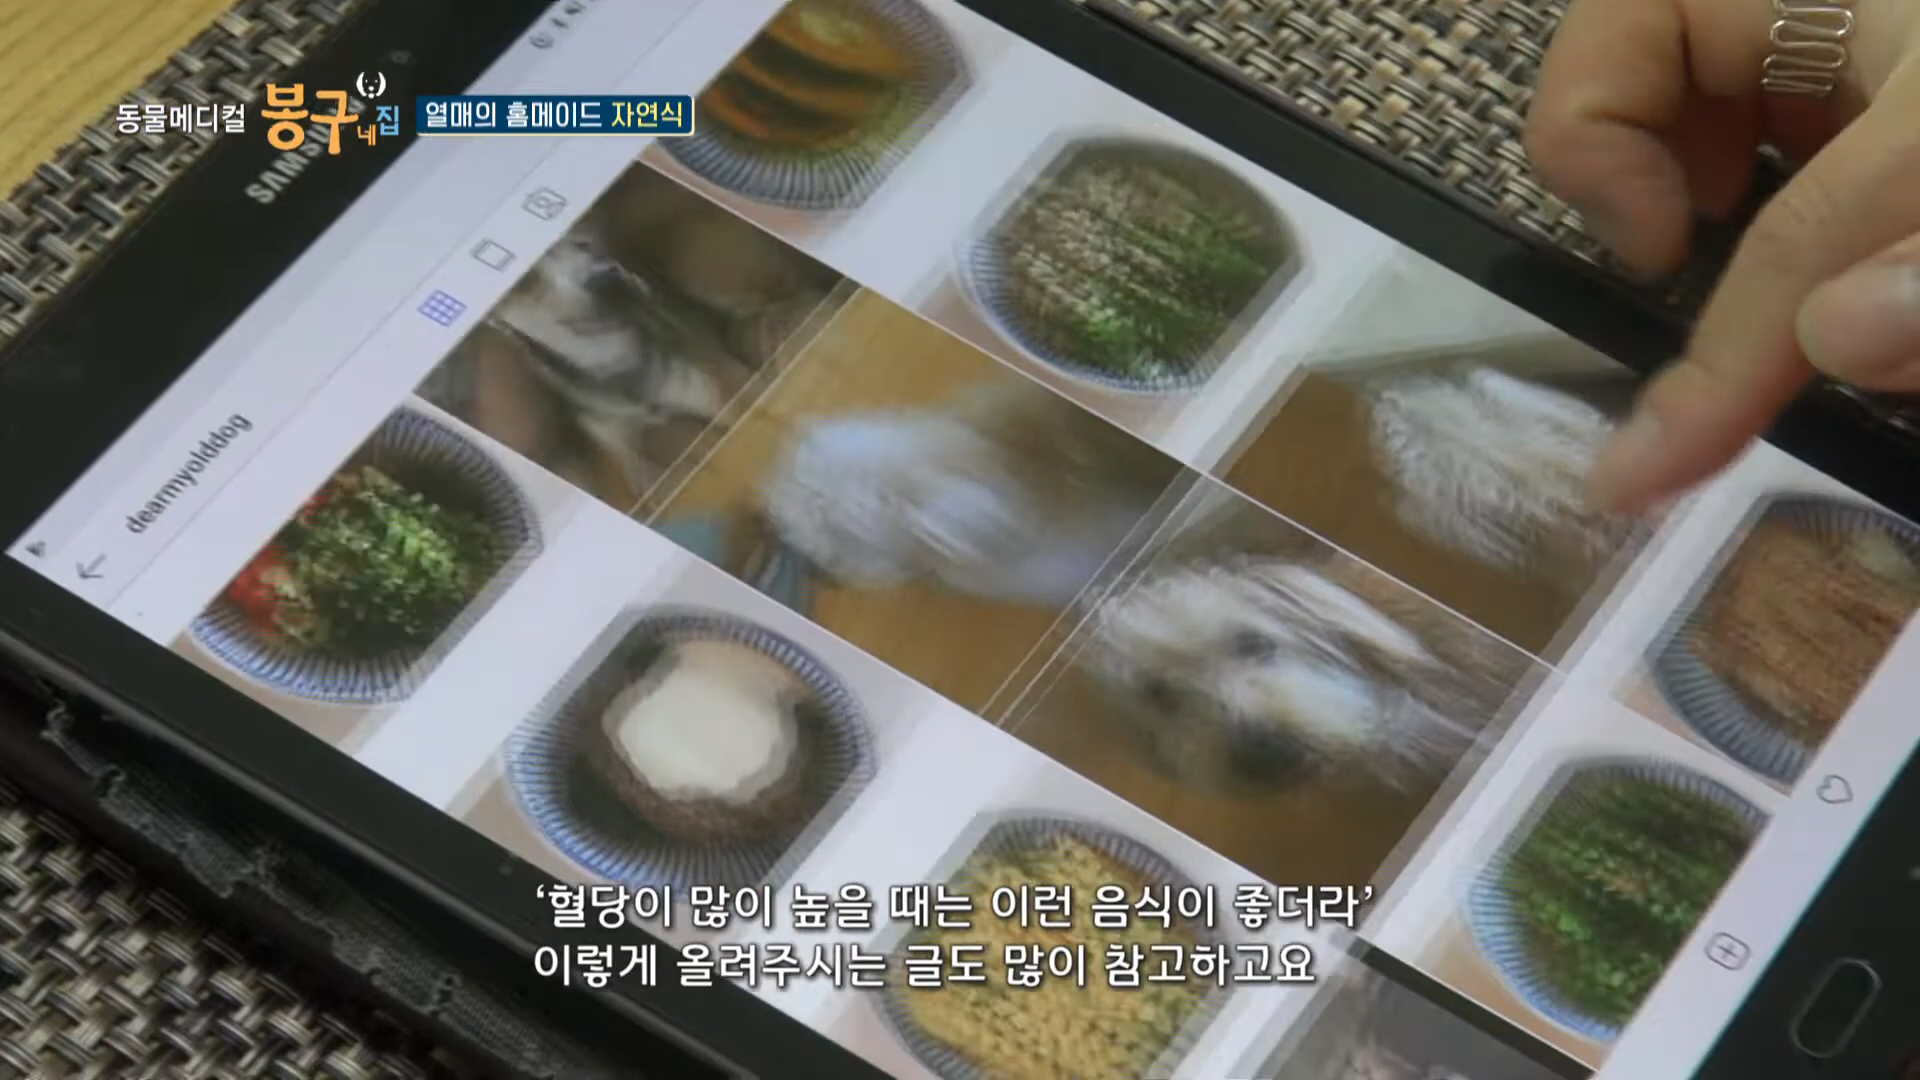 동물메디컬 봉구네집 열매의 홈메이드 자연식
SAMSU
dearmyolddog
‘혈당이 많이 높을 때는 이런 음식이 좋더라’
이렇게 올려주시는 글도 많이 참고하고요